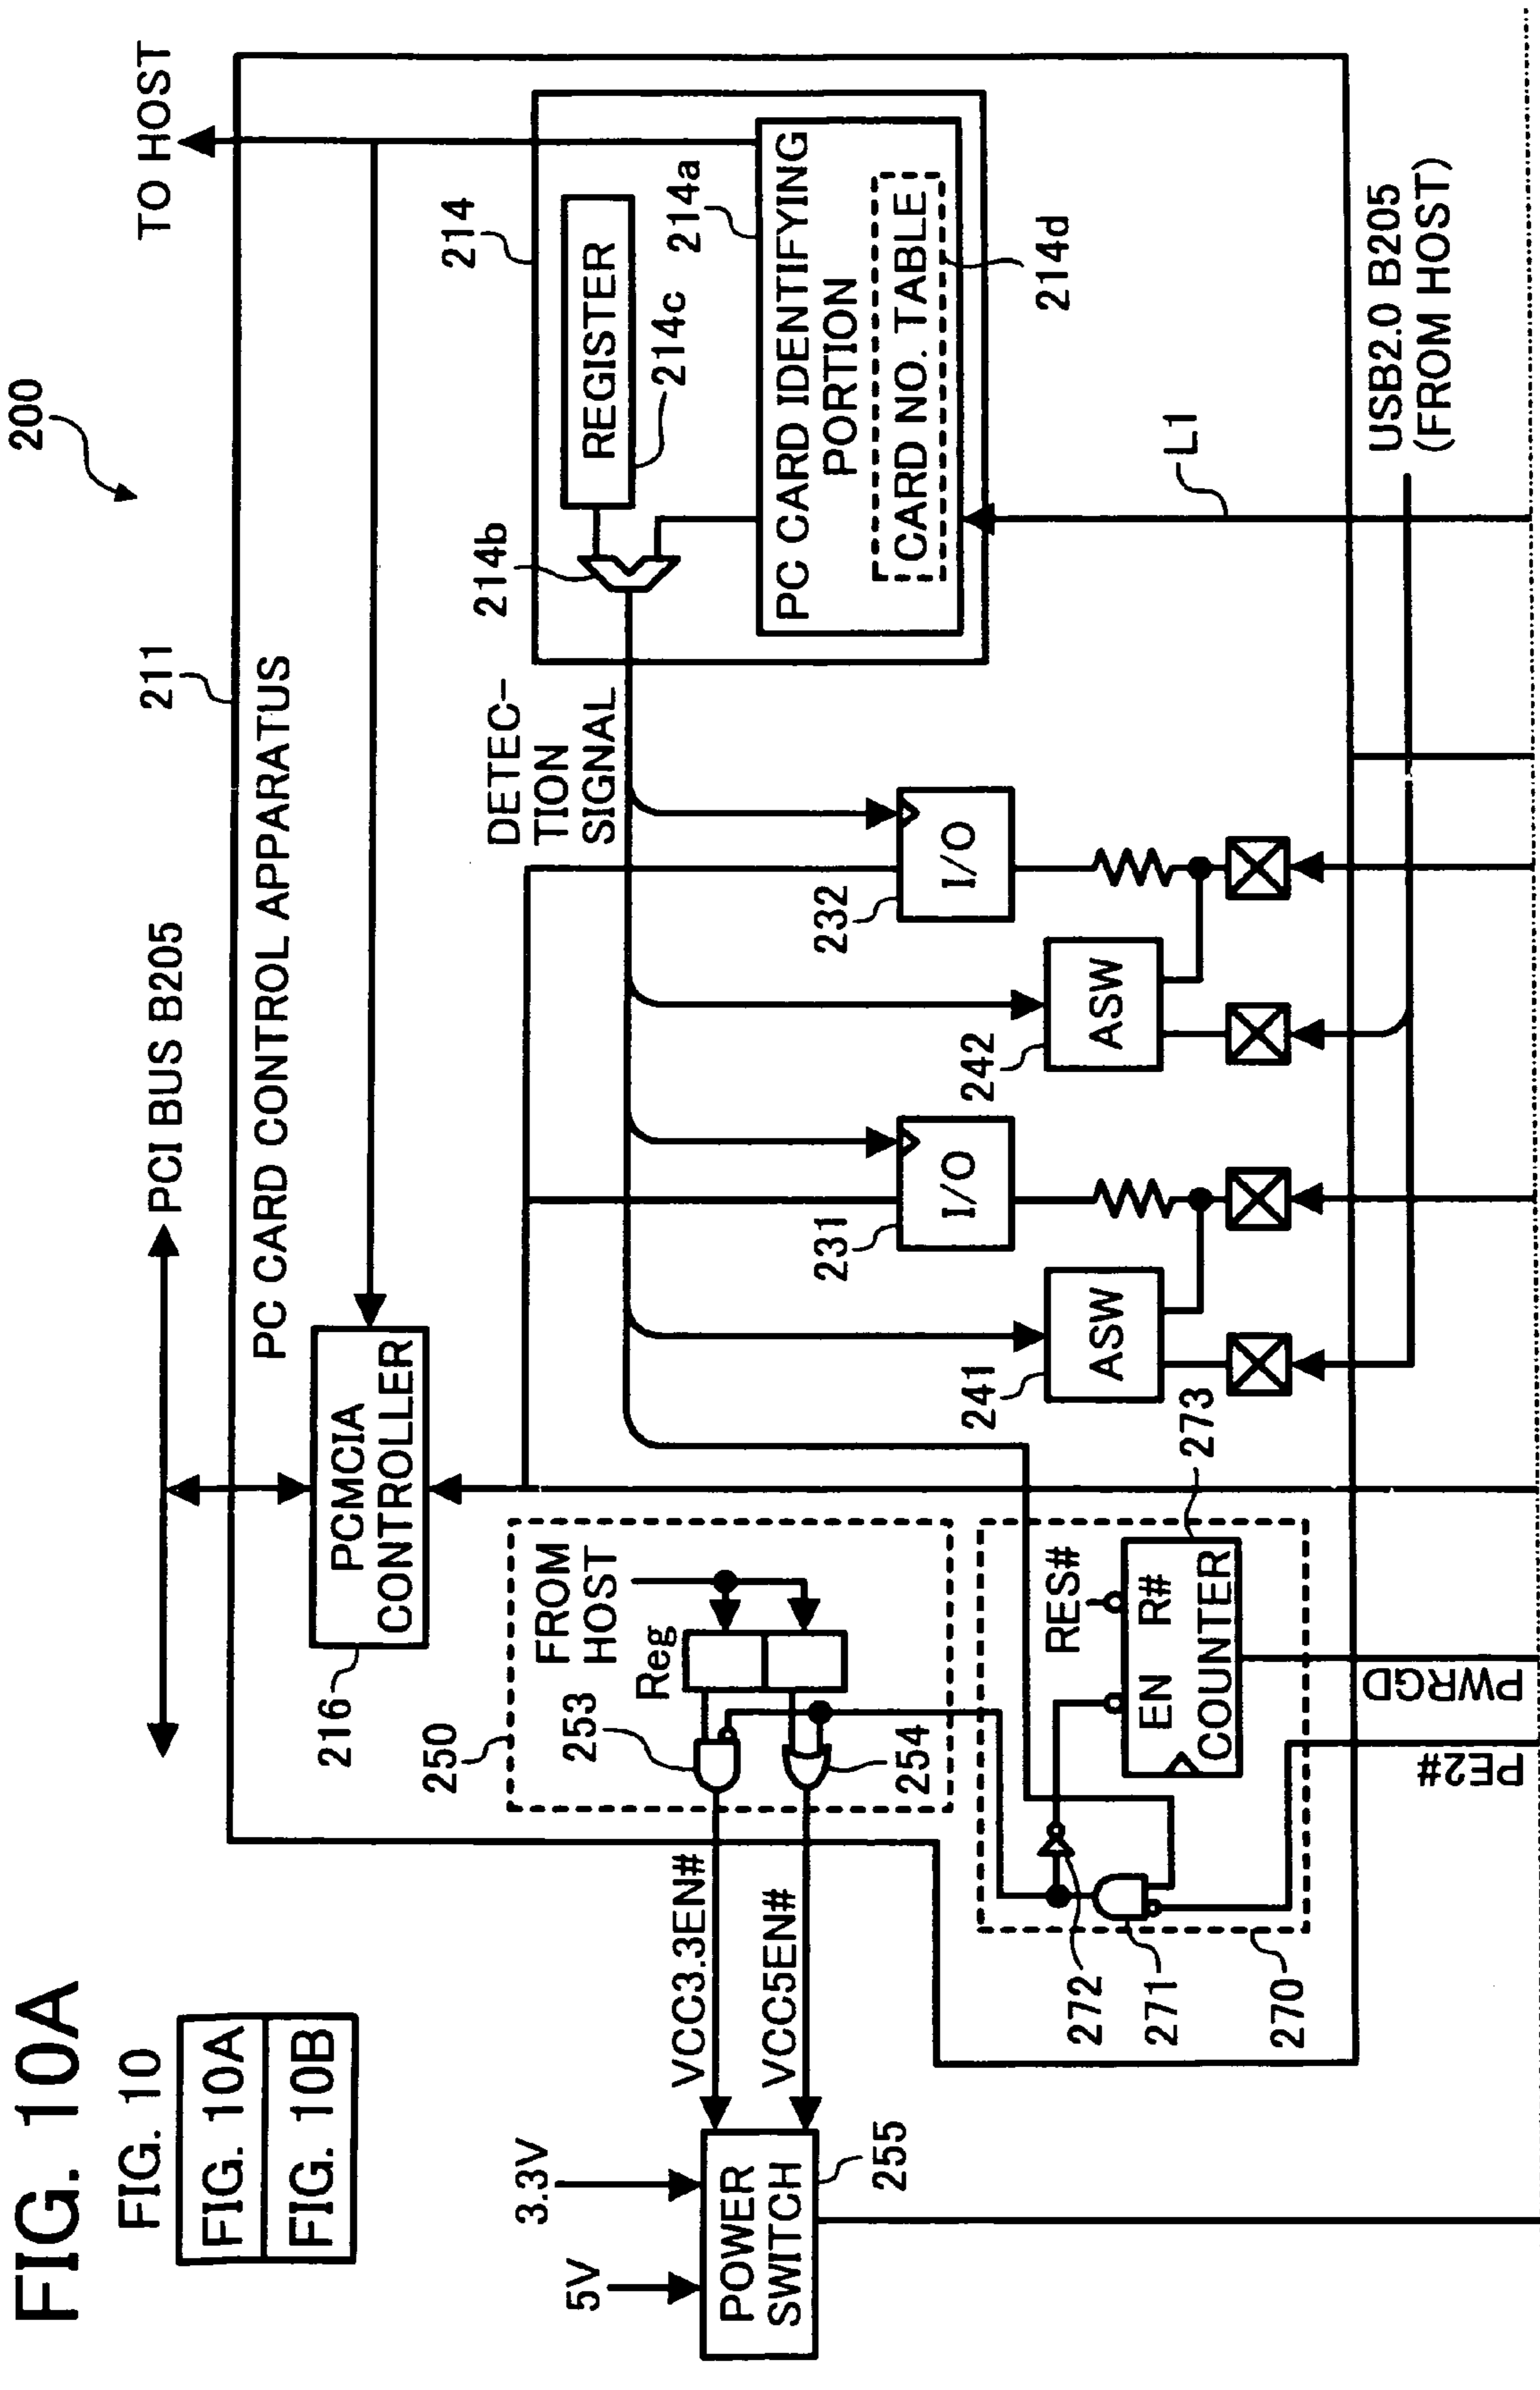 FIG. 10A
FIG. 10
FIG. 10A
FIG. 10B
200
TO HOST
PCI BUS B205
211
PC CARD CONTROL APPARATUS
PCMCIA
CONTROLLER
216
214
REGISTER
214c
214b
214a
PC CARD IDENTIFYING
PORTION
CARD NO. TABLE
214d
DETEC-
TION
SIGNAL
250
FROM
HOST
Reg
253
254
VCC3.3EN#
VCC5EN#
5V
3.3V
POWER
SWITCH
255
I/O
231
I/O
232
ASW
241
ASW
242
L1
USB2.0 B205
(FROM HOST)
RES#
EN R#
COUNTER
273
272
271
270
PE2#
PWRGD